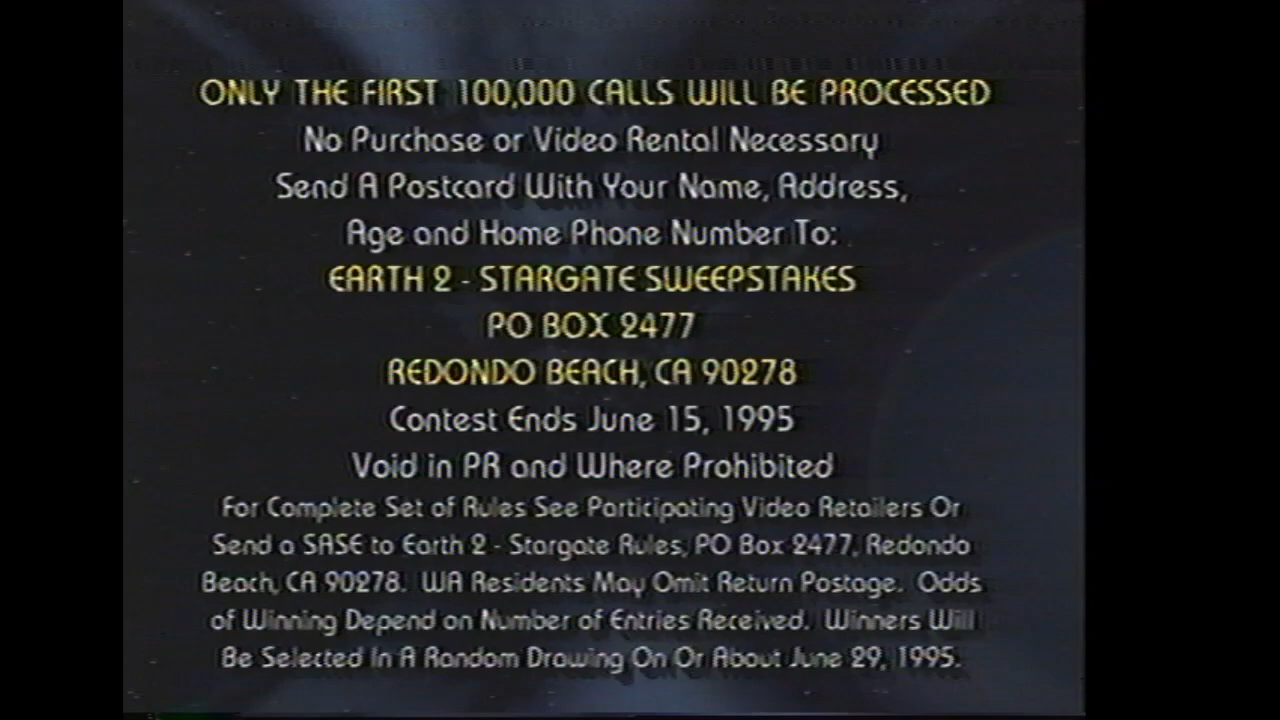 ONLY THE FIRST 100,000 CALLS WILL BE PROCESSED
No Purchase or Video Rental Necessary
Send A Postcard With Your Name, Address,
Age and Home Phone Number To:
EARTH 2 - STARGATE SWEEPSTAKES
PO BOX 2477
REDONDO BEACH, CA 90278
Contest Ends June 15, 1995
Void in PR and Where Prohibited
For Complete Set of Rules See Participating Video Retailers Or
Send a SASE to Earth 2 - Stargate Rules, PO Box 2477, Redondo
Beach, CA 90278. WA Residents May Omit Return Postage. Odds
of Winning Depend on Number of Entries Received. Winners Will
Be Selected In A Random Drawing On Or About June 29, 1995.